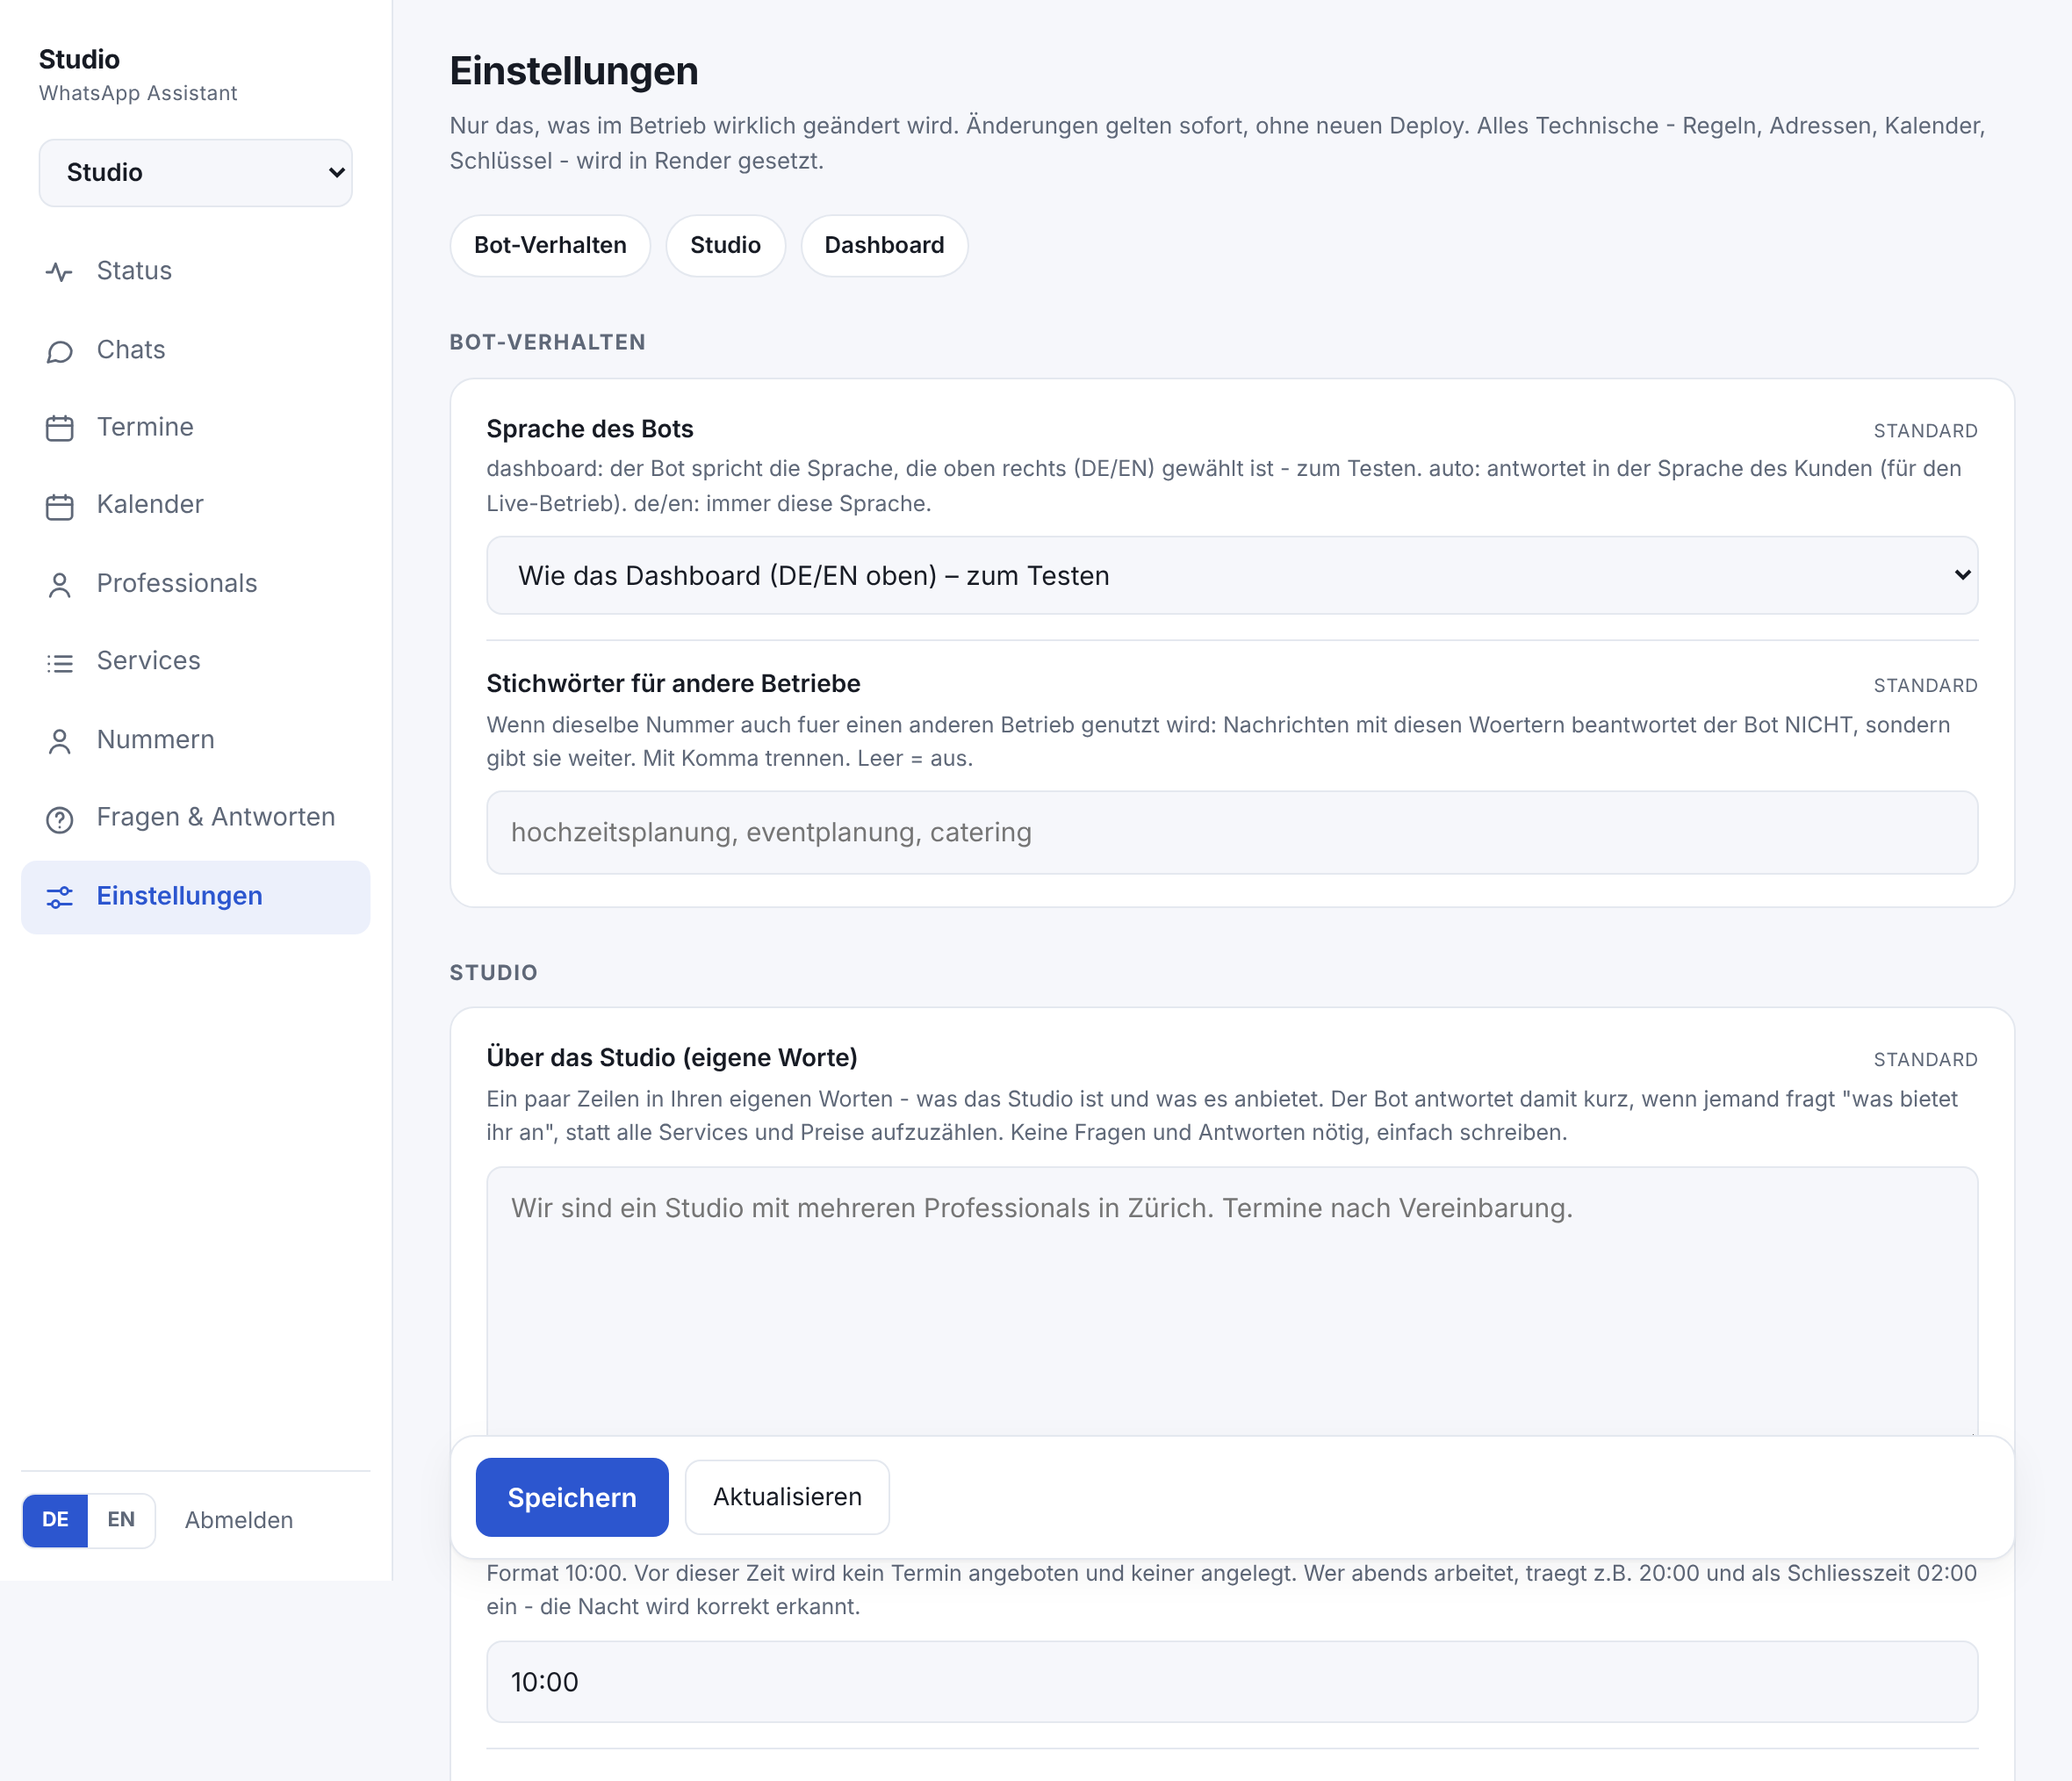 Studio
WhatsApp Assistant
Studio
Status
Chats
Termine
Kalender
Professionals
Services
Nummern
Fragen & Antworten
Einstellungen
DE
EN
Abmelden
Einstellungen
Nur das, was im Betrieb wirklich geändert wird. Änderungen gelten sofort, ohne neuen Deploy. Alles Technische - Regeln, Adressen, Kalender,
Schlüssel - wird in Render gesetzt.
Bot-Verhalten
Studio
Dashboard
BOT-VERHALTEN
Sprache des Bots
STANDARD
dashboard: der Bot spricht die Sprache, die oben rechts (DE/EN) gewählt ist - zum Testen. auto: antwortet in der Sprache des Kunden (für den
Live-Betrieb). de/en: immer diese Sprache.
Wie das Dashboard (DE/EN oben) – zum Testen
Stichwörter für andere Betriebe
STANDARD
Wenn dieselbe Nummer auch fuer einen anderen Betrieb genutzt wird: Nachrichten mit diesen Woertern beantwortet der Bot NICHT, sondern
gibt sie weiter. Mit Komma trennen. Leer = aus.
hochzeitsplanung, eventplanung, catering
STUDIO
Über das Studio (eigene Worte)
STANDARD
Ein paar Zeilen in Ihren eigenen Worten - was das Studio ist und was es anbietet. Der Bot antwortet damit kurz, wenn jemand fragt "was bietet
ihr an", statt alle Services und Preise aufzuzählen. Keine Fragen und Antworten nötig, einfach schreiben.
Wir sind ein Studio mit mehreren Professionals in Zürich. Termine nach Vereinbarung.
Speichern
Aktualisieren
Format 10:00. Vor dieser Zeit wird kein Termin angeboten und keiner angelegt. Wer abends arbeitet, traegt z.B. 20:00 und als Schliesszeit 02:00
ein - die Nacht wird korrekt erkannt.
10:00